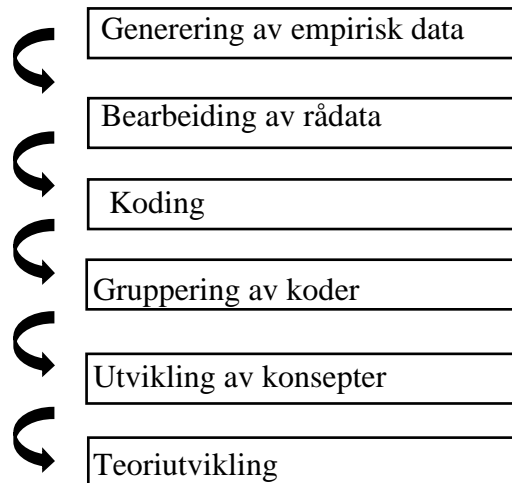 Generering av empirisk data
Bearbeiding av rådata
Koding
Gruppering av koder
Utvikling av konsepter
Teoriutvikling